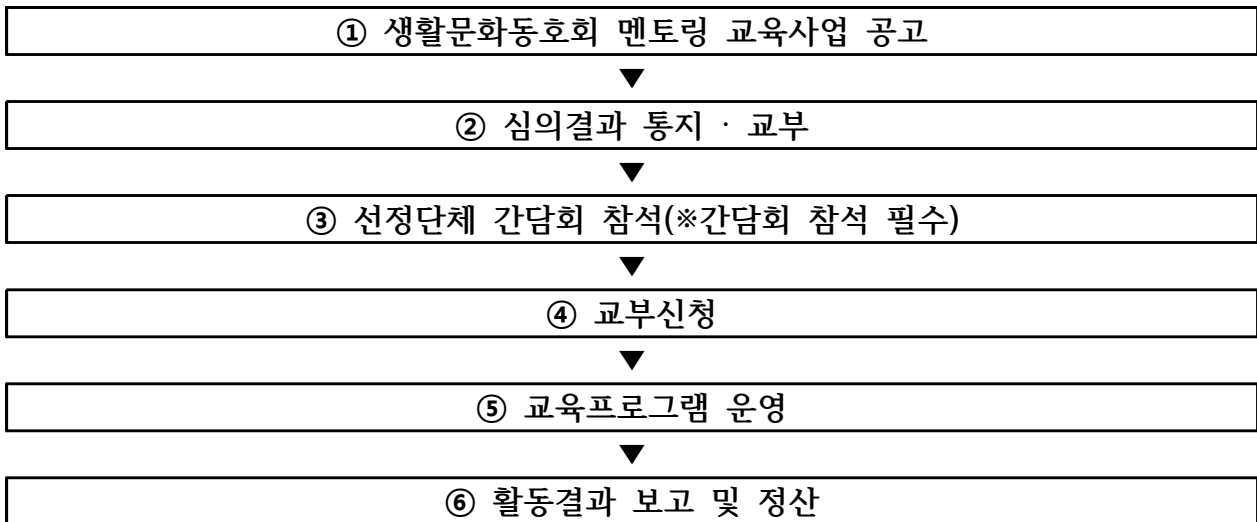 ① 생활문화동호회 멘토링 교육사업 공고
▼
② 심의결과 통지 · 교부
▼
③ 선정단체 간담회 참석(※간담회 참석 필수)
▼
④ 교부신청
▼
⑤ 교육프로그램 운영
▼
⑥ 활동결과 보고 및 정산